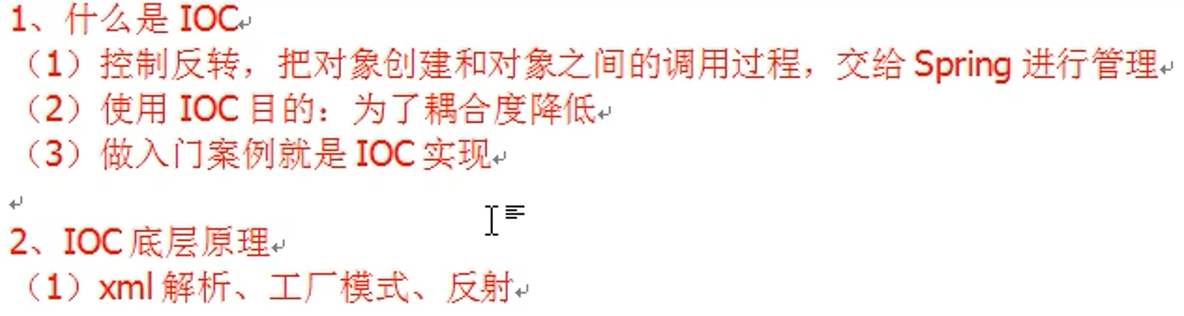 1、什么是 IOC
（1）控制反转，把对象创建和对象之间的调用过程，交给 Spring 进行管理
（2）使用 IOC 目的：为了耦合度降低
（3）做入门案例就是 IOC 实现
2、IOC 底层原理
（1）xml 解析、工厂模式、反射